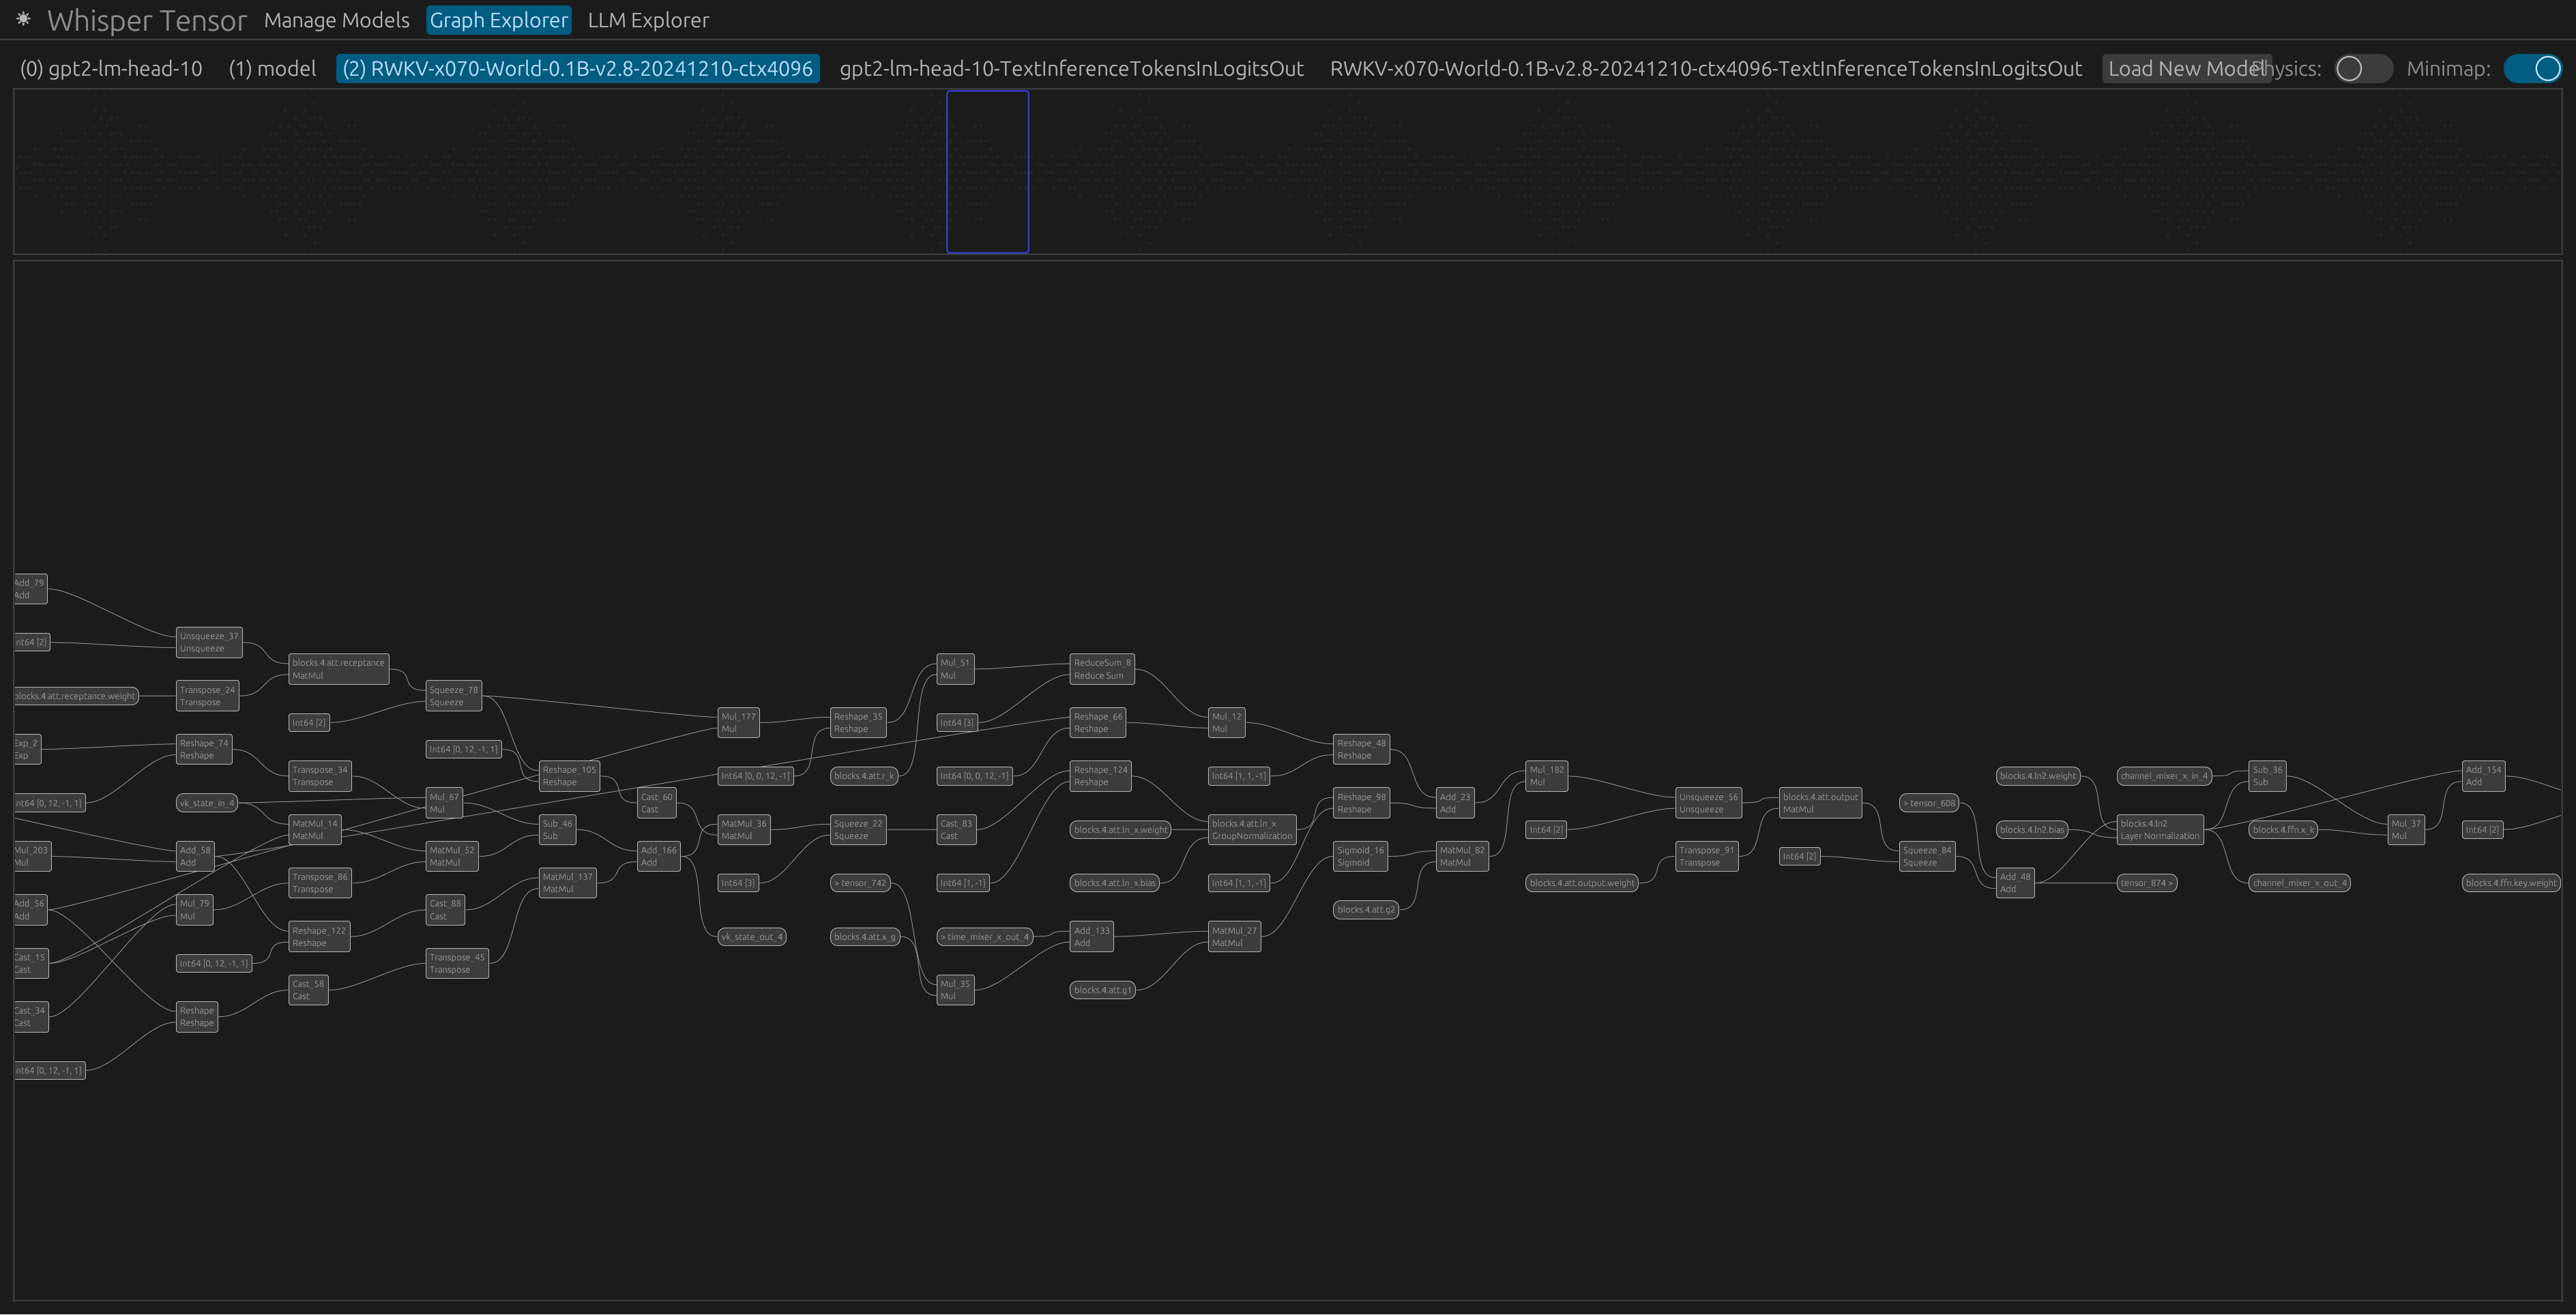 Whisper Tensor Manage Models Graph Explorer LLM Explorer
(0) gpt2-lm-head-10 (1) model (2) RWKV-x070-World-0.1B-v2.8-20241210-ctx4096 gpt2-lm-head-10-TextInferenceTokensInLogitsOut RWKV-x070-World-0.1B-v2.8-20241210-ctx4096-TextInferenceTokensInLogitsOut Load New Model Physics: Minimap:
Add_79
Add
Int64 [2]
blocks.4.att.receptance.weight
Exp_2
Exp
Int64 [0, 12, -1, 1]
Mul_203
Mul
Add_56
Add
Cast_15
Cast
Cast_34
Cast
Int64 [0, 12, -1, 1]
Unsqueeze_37
Unsqueeze
Transpose_24
Transpose
Reshape_74
Reshape
vk_state_in_4
Add_58
Add
Mul_79
Mul
Int64 [0, 12, -1, 1]
Reshape
Reshape
blocks.4.att.receptance
MatMul
Int64 [2]
Transpose_34
Transpose
MatMul_14
MatMul
Transpose_86
Transpose
Reshape_122
Reshape
Cast_58
Cast
Squeeze_78
Squeeze
Int64 [0, 12, -1, 1]
Mul_67
Mul
MatMul_52
MatMul
Cast_88
Cast
Transpose_45
Transpose
Reshape_105
Reshape
Sub_46
Sub
MatMul_137
MatMul
Cast_60
Cast
Add_166
Add
Mul_177
Mul
Int64 [0, 0, 12, -1]
MatMul_36
MatMul
Int64 [3]
vk_state_out_4
Reshape_35
Reshape
blocks.4.att.r_k
Squeeze_22
Squeeze
> tensor_742
blocks.4.att.x_g
Mul_51
Mul
Int64 [3]
Int64 [0, 0, 12, -1]
Cast_83
Cast
Int64 [1, -1]
> time_mixer_x_out_4
Mul_35
Mul
ReduceSum_8
Reduce Sum
Reshape_66
Reshape
Reshape_124
Reshape
blocks.4.att.ln_x.weight
blocks.4.att.ln_x.bias
Add_133
Add
blocks.4.att.g1
Mul_12
Mul
Int64 [1, 1, -1]
blocks.4.att.ln_x
GroupNormalization
Int64 [1, 1, -1]
MatMul_27
MatMul
Reshape_48
Reshape
Reshape_98
Reshape
Sigmoid_16
Sigmoid
blocks.4.att.g2
Add_23
Add
MatMul_82
MatMul
Mul_182
Mul
Int64 [2]
blocks.4.att.output.weight
Unsqueeze_56
Unsqueeze
Transpose_91
Transpose
blocks.4.att.output
MatMul
Int64 [2]
> tensor_608
Squeeze_84
Squeeze
blocks.4.ln2.weight
blocks.4.ln2.bias
Add_48
Add
channel_mixer_x_in_4
blocks.4.ln2
Layer Normalization
tensor_874 >
Sub_36
Sub
blocks.4.ffn.x_k
channel_mixer_x_out_4
Mul_37
Mul
Add_154
Add
Int64 [2]
blocks.4.ffn.key.weight